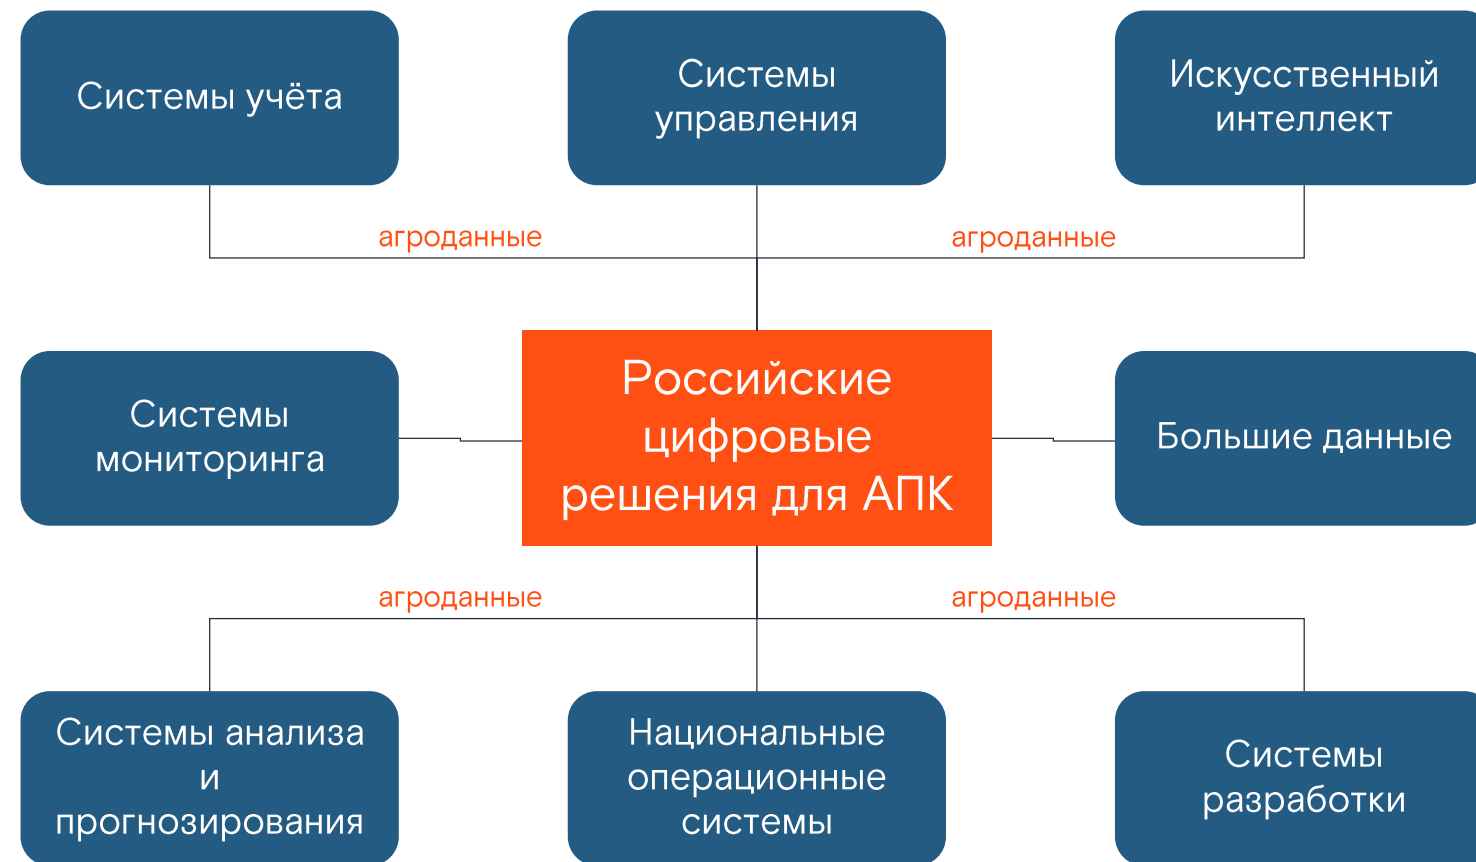 Системы учёта
Системы
управления
Искусственный
интеллект
агроданные
агроданные
Системы
мониторинга
Российские
цифровые
решения для АПК
Большие данные
агроданные
агроданные
Системы анализа
и
прогнозирования
Национальные
операционные
системы
Системы
разработки